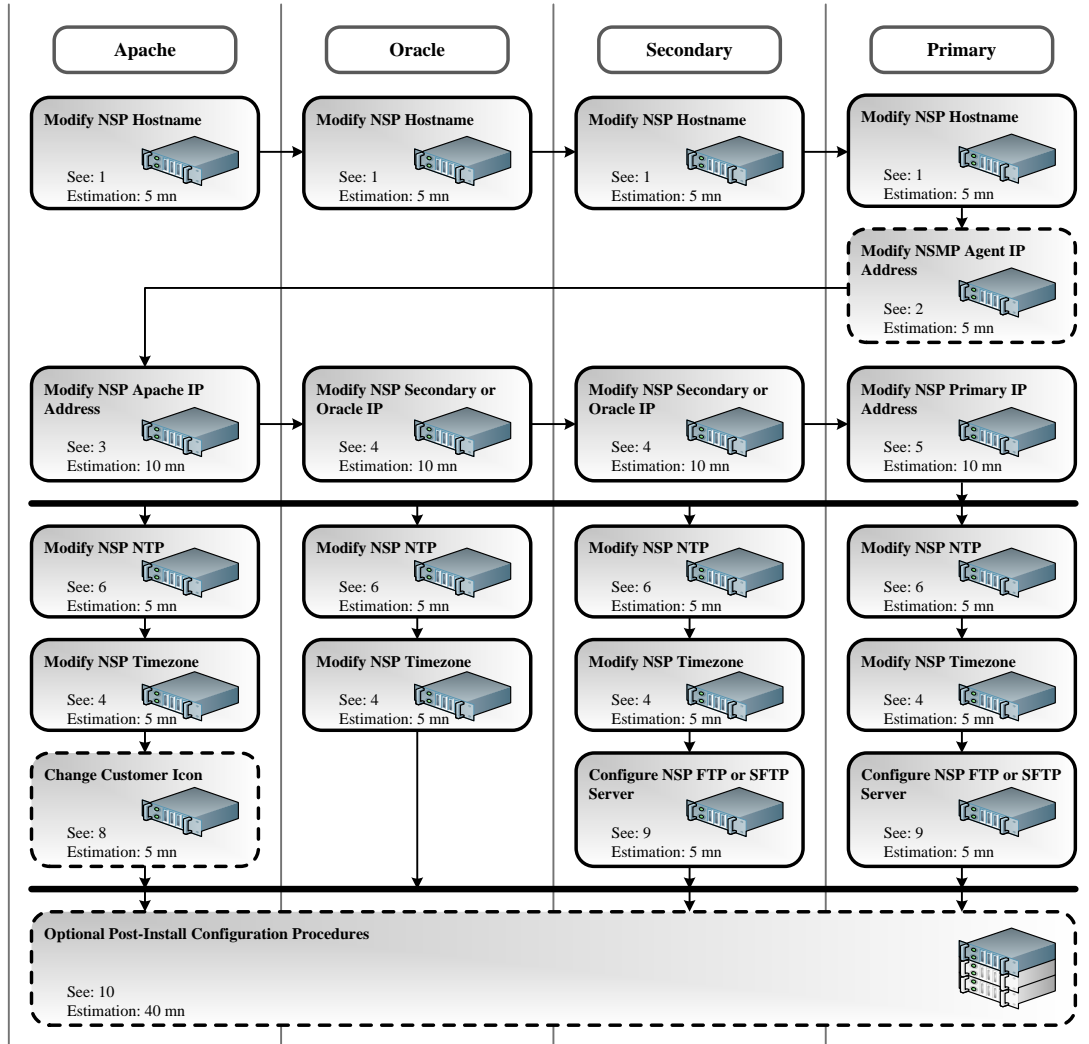 Apache
Oracle
Secondary
Primary
Modify NSP Hostname
See: 1
Estimation: 5 mn
Modify NSP Hostname
See: 1
Estimation: 5 mn
Modify NSP Hostname
See: 1
Estimation: 5 mn
Modify NSP Hostname
See: 1
Estimation: 5 mn
Modify NSMP Agent IP
Address
See: 2
Estimation: 5 mn
Modify NSP Apache IP
Address
See: 3
Estimation: 10 mn
Modify NSP Secondary or
Oracle IP
See: 4
Estimation: 10 mn
Modify NSP Secondary or
Oracle IP
See: 4
Estimation: 10 mn
Modify NSP Primary IP
Address
See: 5
Estimation: 10 mn
Modify NSP NTP
See: 6
Estimation: 5 mn
Modify NSP NTP
See: 6
Estimation: 5 mn
Modify NSP NTP
See: 6
Estimation: 5 mn
Modify NSP NTP
See: 6
Estimation: 5 mn
Modify NSP Timezone
See: 4
Estimation: 5 mn
Modify NSP Timezone
See: 4
Estimation: 5 mn
Modify NSP Timezone
See: 4
Estimation: 5 mn
Modify NSP Timezone
See: 4
Estimation: 5 mn
Change Customer Icon
See: 8
Estimation: 5 mn
Configure NSP FTP or SFTP
Server
See: 9
Estimation: 5 mn
Configure NSP FTP or SFTP
Server
See: 9
Estimation: 5 mn
Optional Post-Install Configuration Procedures
See: 10
Estimation: 40 mn